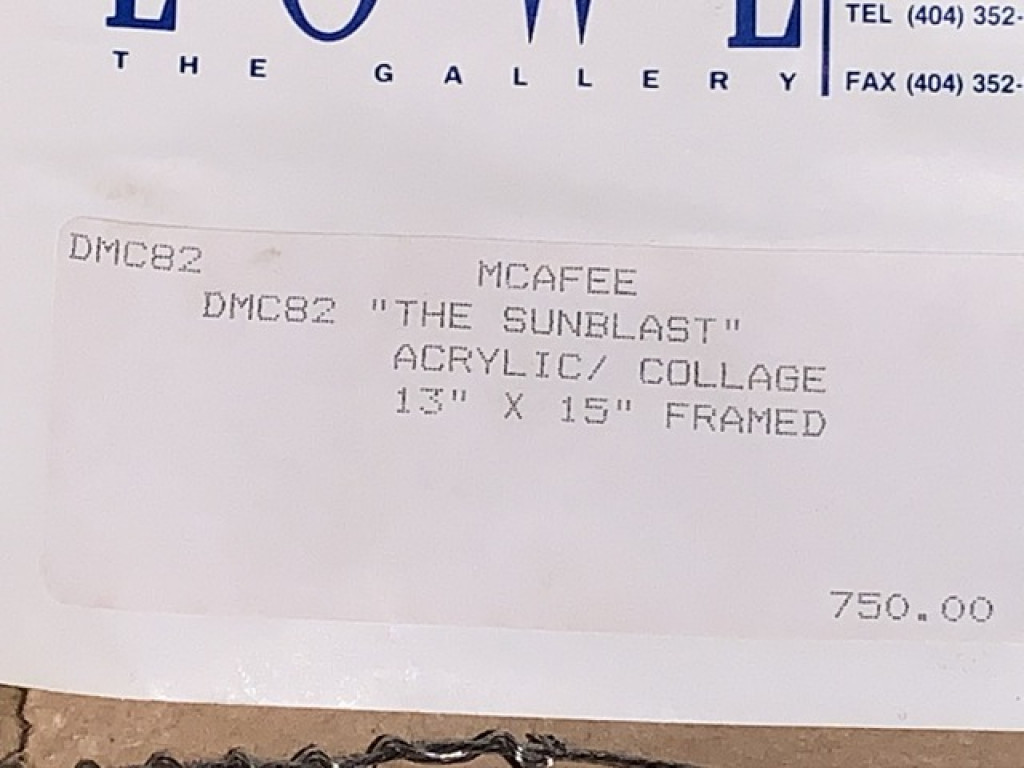 LOWE
TEL (404) 352-
THE GALLERY
FAX (404) 352-
DMC82
MCAFEE
DMC82 "THE SUNBLAST"
ACRYLIC/ COLLAGE
13" X 15" FRAMED
750.00